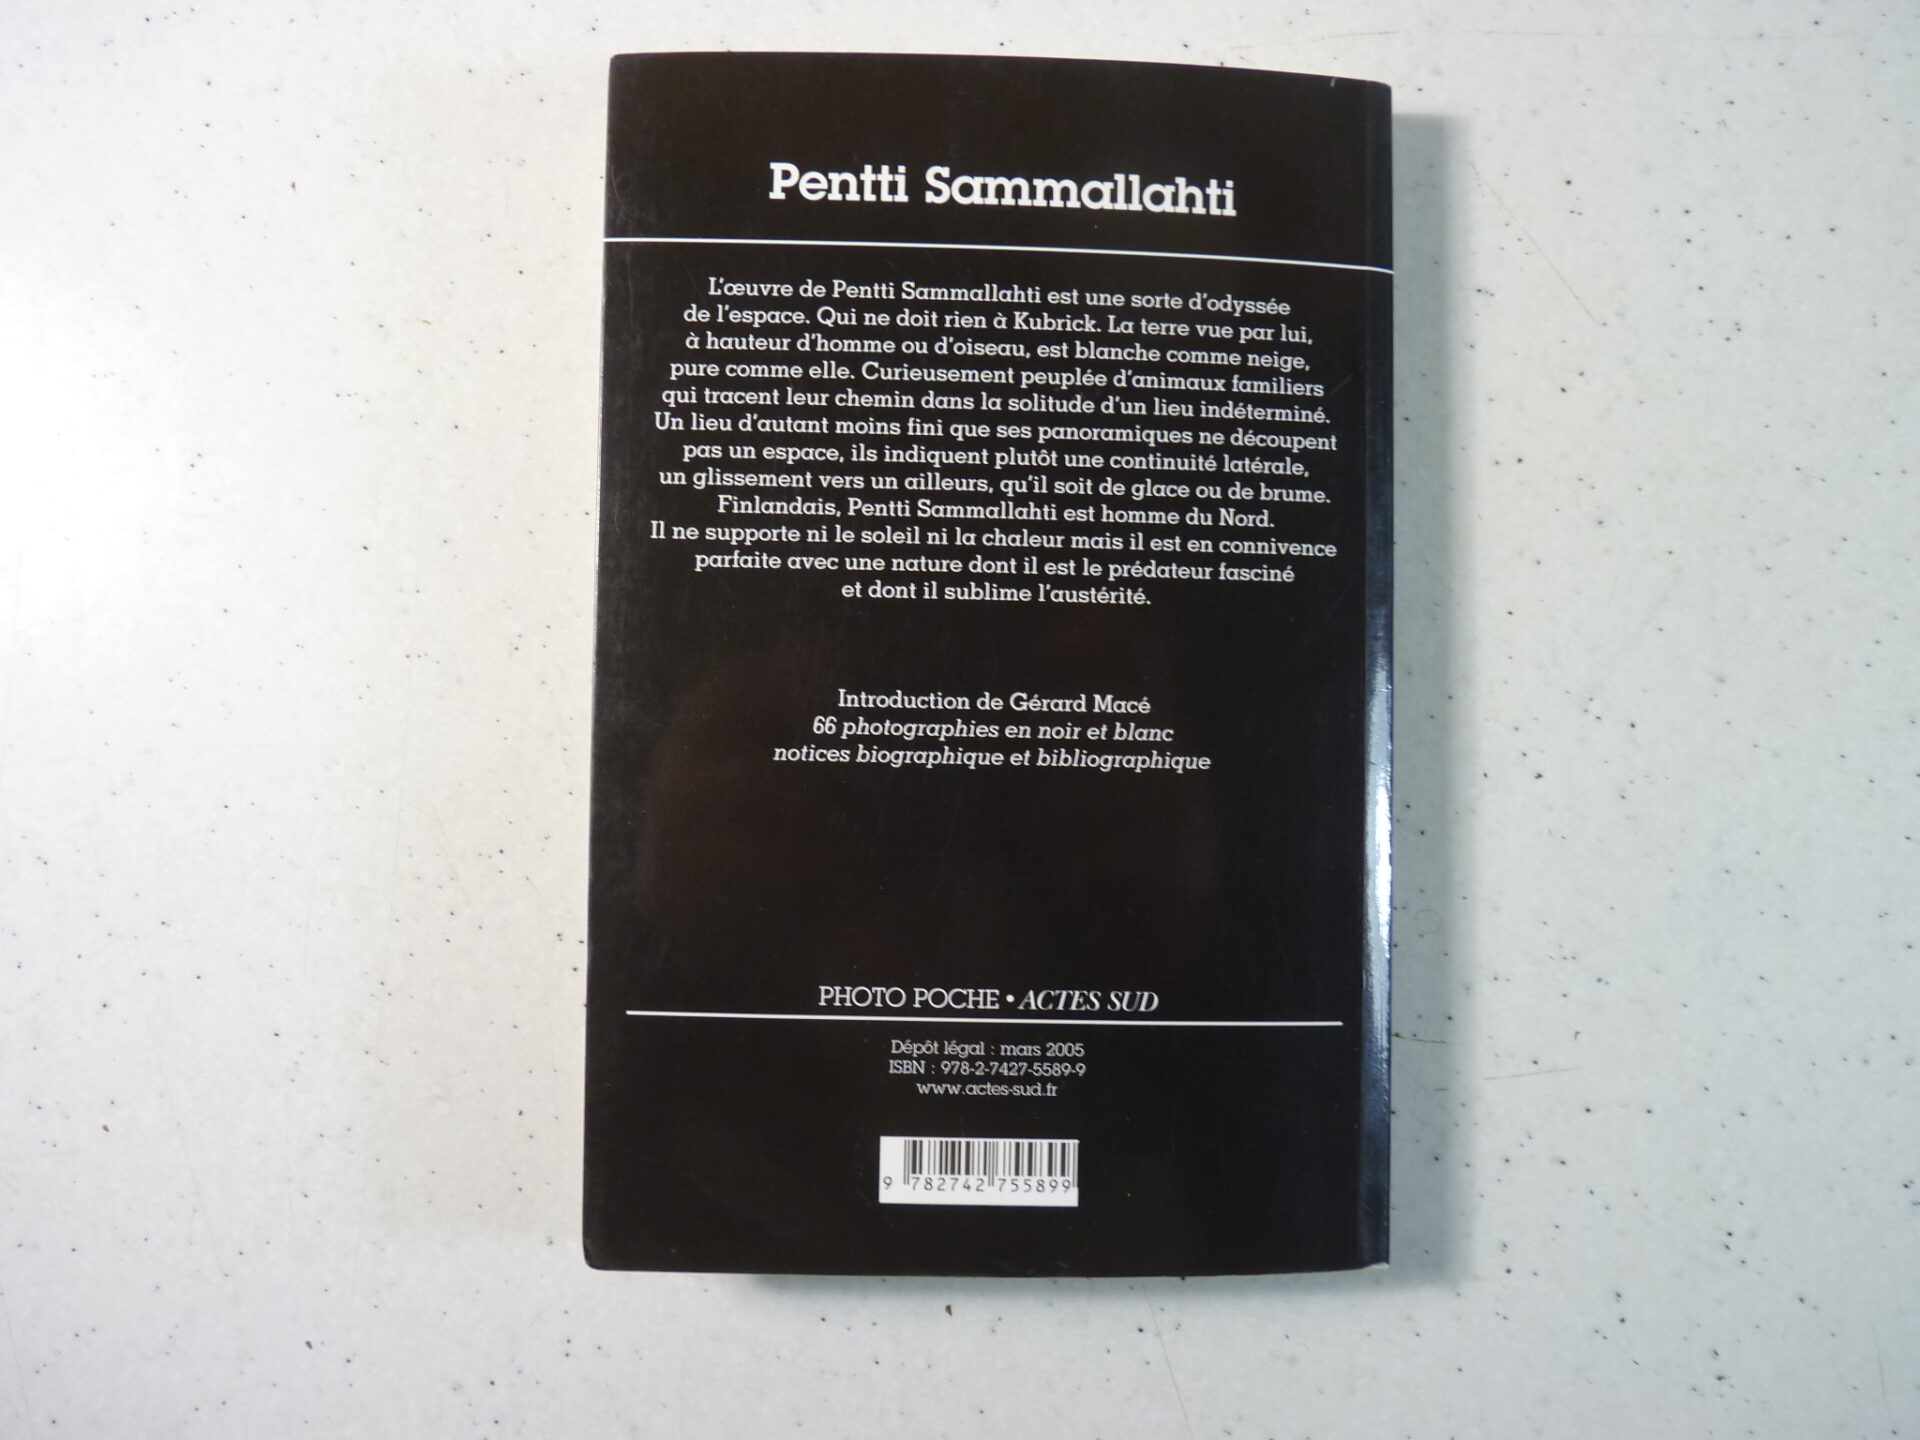 Pentti Sammallahti
L'œuvre de Pentti Sammallahti est une sorte d'odyssée
de l'espace. Qui ne doit rien à Kubrick. La terre vue par lui,
à hauteur d'homme ou d'oiseau, est blanche comme neige,
pure comme elle. Curieusement peuplée d'animaux familiers
qui tracent leur chemin dans la solitude d'un lieu indéterminé.
Un lieu d'autant moins fini que ses panoramiques ne découpent
pas un espace, ils indiquent plutôt une continuité latérale,
un glissement vers un ailleurs, qu'il soit de glace ou de brume.
Finlandais, Pentti Sammallahti est homme du Nord.
Il ne supporte ni le soleil ni la chaleur mais il est en connivence
parfaite avec une nature dont il est le prédateur fasciné
et dont il sublime l'austérité.
Introduction de Gérard Macé
66 photographies en noir et blanc
notices biographique et bibliographique
PHOTO POCHE • ACTES SUD
Dépôt légal : mars 2005
ISBN : 978-2-7427-5589-9
www.actes-sud.fr
9 782742 755899